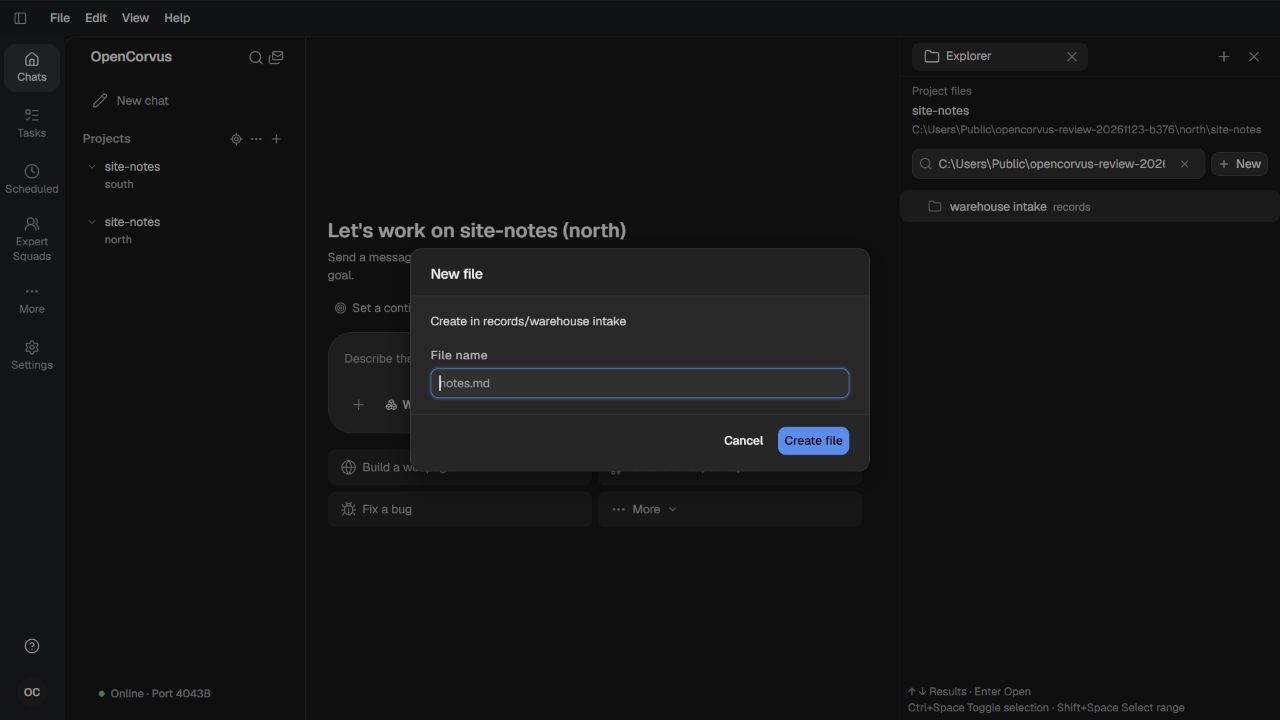 File Edit View Help
Chats
Tasks
Scheduled
Expert
Squads
More
Settings
OC
OpenCorvus
New chat
Projects
site-notes
south
site-notes
north
Online · Port 40438
Let's work on site-notes (north)
Send a messag
goal.
Set a conti
Describe the
W
Build a w
Fix a bug
More
New file
Create in records/warehouse intake
File name
notes.md
Cancel Create file
Explorer
Project files
site-notes
C:\Users\Public\opencorvus-review-20261123-b376\north\site-notes
C:\Users\Public\opencorvus-review-2026
New
warehouse intake records
↑ ↓ Results · Enter Open
Ctrl+Space Toggle selection · Shift+Space Select range